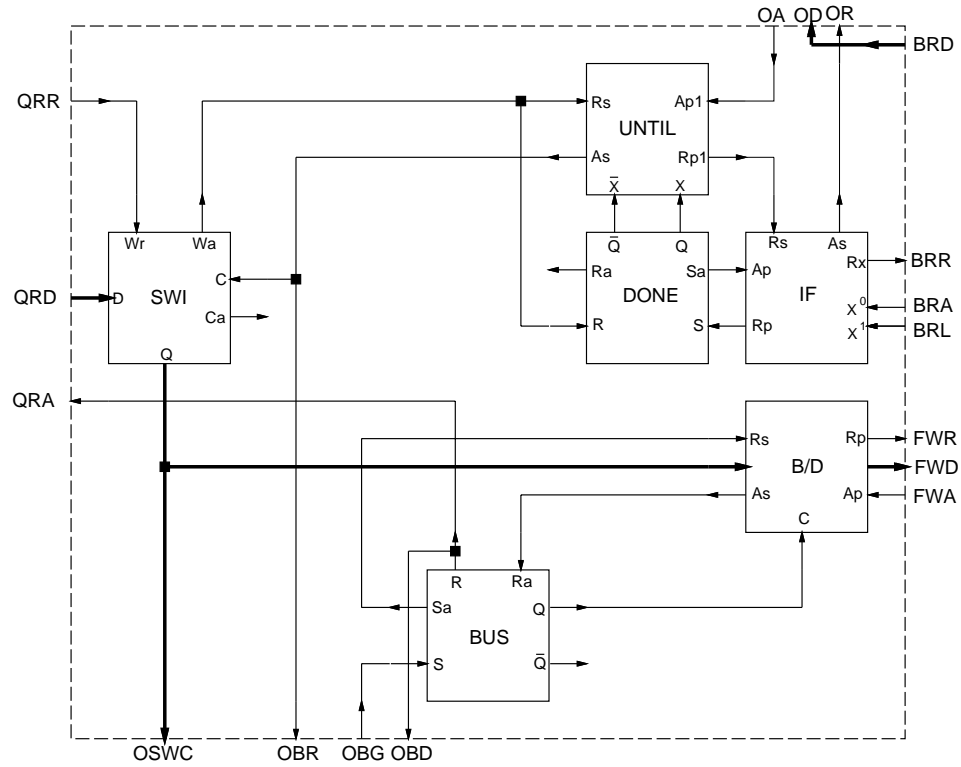 OA OD OR
BRD
QRR
Rs Ap1
UNTIL
As Rp1
X̄ X
Wr Wa
Q̄ Q
Rs As
C
Ra Sa
Ap Rx
BRR
QRD
D SWI
DONE
IF
X⁰ BRA
Ca
R S
Rp X¹ BRL
Q
QRA
Rs Rp FWR
B/D
FWD
As Ap FWA
C
R Ra
Sa Q
BUS
S Q̄
OSWC OBR OBG OBD